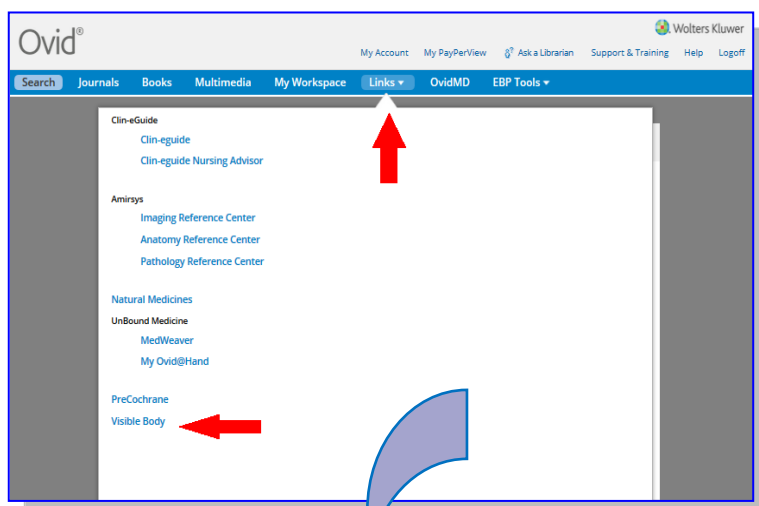 Ovid®
Wolters Kluwer
My Account My PayPerView Ask a Librarian Support & Training Help Logoff
Search Journals Books Multimedia My Workspace Links OvidMD EBP Tools
Clin-eGuide
Clin-eguide
Clin-eguide Nursing Advisor
Amirsys
Imaging Reference Center
Anatomy Reference Center
Pathology Reference Center
Natural Medicines
UnBound Medicine
MedWeaver
My Ovid@Hand
PreCochrane
Visible Body